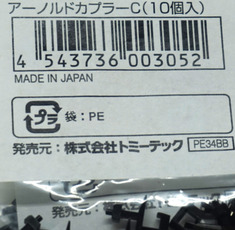 アーノルドカプラーC(10個入)
4 543736 003052
MADE IN JAPAN
プラ 袋：PE
発売元：株式会社トミーテック PE34BB